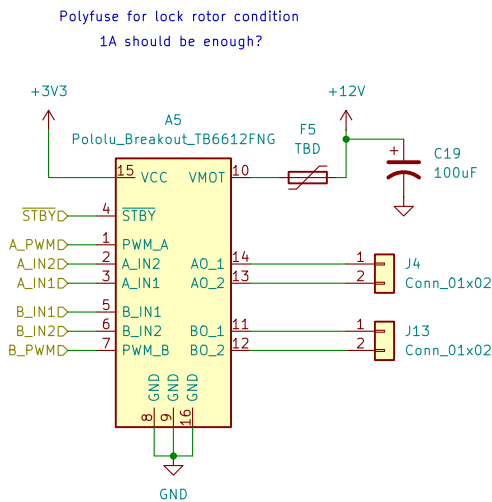 Polyfuse for lock rotor condition
1A should be enough?
+3V3
+12V
A5
Pololu_Breakout_TB6612FNG
F5
TBD
+
C19
100uF
15 VCC
VMOT 10
STBY 4 STBY
A_PWM 1 PWM_A
A_IN2 2 A_IN2
AO_1 14
1 J4
A_IN1 3 A_IN1
AO_2 13
2 Conn_01x02
B_IN1 5 B_IN1
B_IN2 6 B_IN2
BO_1 11
1 J13
B_PWM 7 PWM_B
BO_2 12
2 Conn_01x02
GND
GND
GND
8
9
16
GND